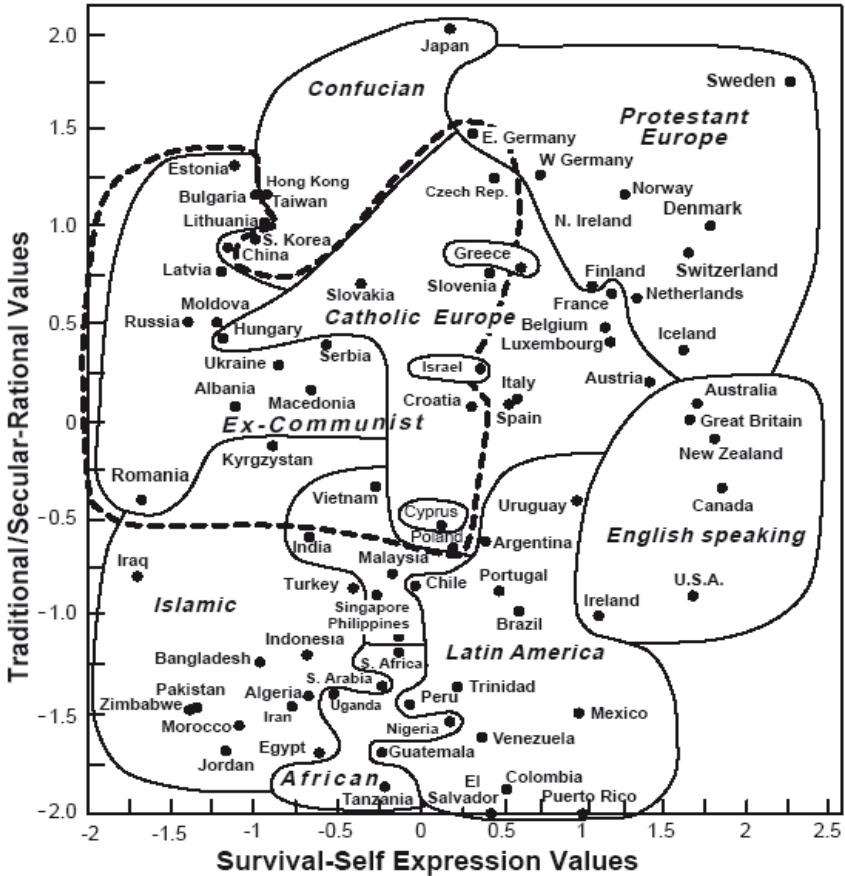 2.0
Japan
Confucian
Sweden
Protestant
Europe
1.5
E. Germany
W Germany
Estonia
Hong Kong
Czech Rep.
Bulgaria
Taiwan
Norway
Denmark
1.0
Lithuania
N. Ireland
S. Korea
China
Greece
Latvia
Slovenia
Finland
Switzerland
Slovakia
France
Netherlands
Moldova
0.5
Russia
Hungary
Catholic Europe
Belgium
Luxembourg
Iceland
Ukraine
Serbia
Israel
Austria
Albania
Macedonia
Croatia
Italy
Spain
Australia
0
Ex-Communist
Great Britain
New Zealand
Kyrgyzstan
Romania
Vietnam
Uruguay
Canada
-0.5
Cyprus
Poland
English speaking
India
Argentina
Iraq
Malaysia
Turkey
Chile
Portugal
U.S.A.
Islamic
Singapore
Ireland
-1.0
Philippines
Brazil
Indonesia
Latin America
Bangladesh
S. Africa
S. Arabia
Trinidad
Pakistan
Algeria
Uganda
Peru
Zimbabwe
Iran
Mexico
-1.5
Morocco
Nigeria
Venezuela
Jordan
Egypt
Guatemala
African
El
Salvador
Colombia
Tanzania
Puerto Rico
-2.0
-2
-1.5
-1
-0.5
0
0.5
1
1.5
2
2.5
Survival-Self Expression Values
Traditional/Secular-Rational Values